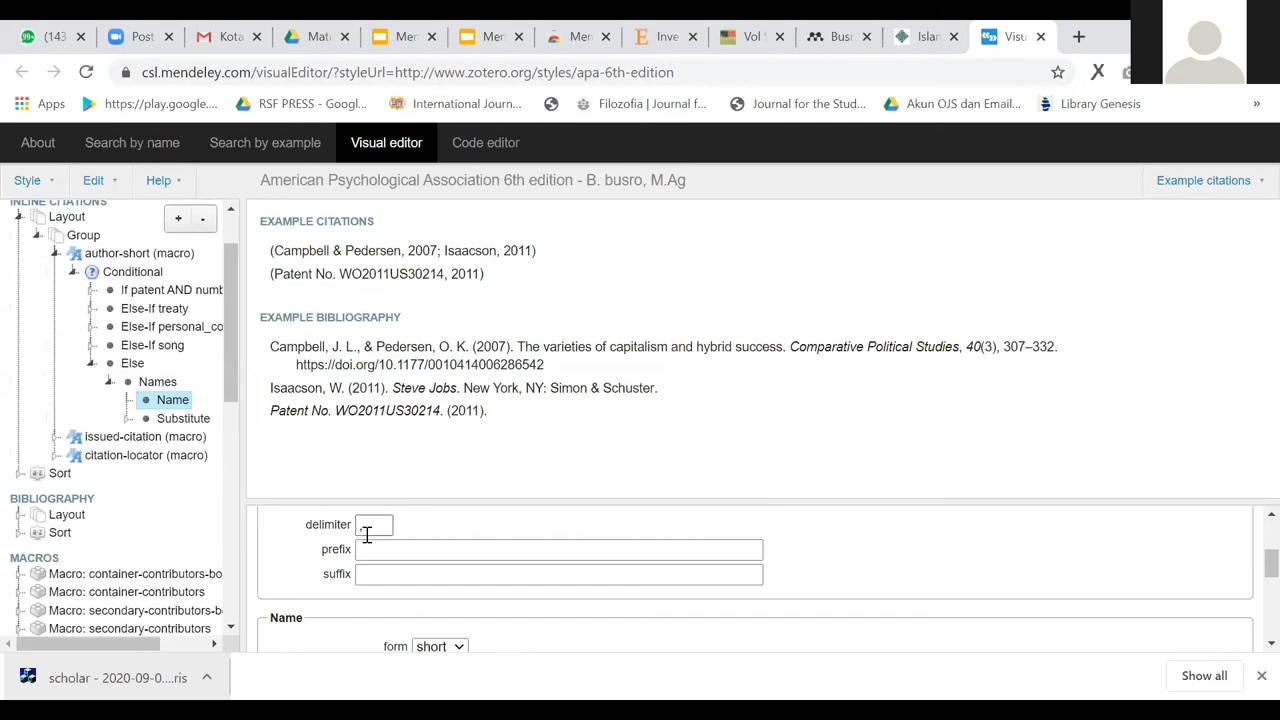 99+
(143
Post
Kota
Mate
Men
Men
Men
Inve
Vol
Busr
Islan
Visu
csl.mendeley.com/visualEditor/?styleUrl=http://www.zotero.org/styles/apa-6th-edition
Apps
https://play.google....
RSF PRESS - Googl...
International Journ...
Filozofia | Journal f...
Journal for the Stud...
Akun OJS dan Email...
Library Genesis
»
About
Search by name
Search by example
Visual editor
Code editor
Style
Edit
Help
American Psychological Association 6th edition - B. busro, M.Ag
Example citations
INLINE CITATIONS
Layout
+
-
Group
author-short (macro)
Conditional
If patent AND numb
Else-If treaty
Else-If personal_co
Else-If song
Else
Names
Name
Substitute
issued-citation (macro)
citation-locator (macro)
Sort
BIBLIOGRAPHY
Layout
Sort
MACROS
Macro: container-contributors-bo
Macro: container-contributors
Macro: secondary-contributors-b
Macro: secondary-contributors
EXAMPLE CITATIONS
(Campbell & Pedersen, 2007; Isaacson, 2011)
(Patent No. WO2011US30214, 2011)
EXAMPLE BIBLIOGRAPHY
Campbell, J. L., & Pedersen, O. K. (2007). The varieties of capitalism and hybrid success. Comparative Political Studies, 40(3), 307–332.
https://doi.org/10.1177/0010414006286542
Isaacson, W. (2011). Steve Jobs. New York, NY: Simon & Schuster.
Patent No. WO2011US30214. (2011).
delimiter ,
prefix
suffix
Name
form short
scholar - 2020-09-0....ris
Show all